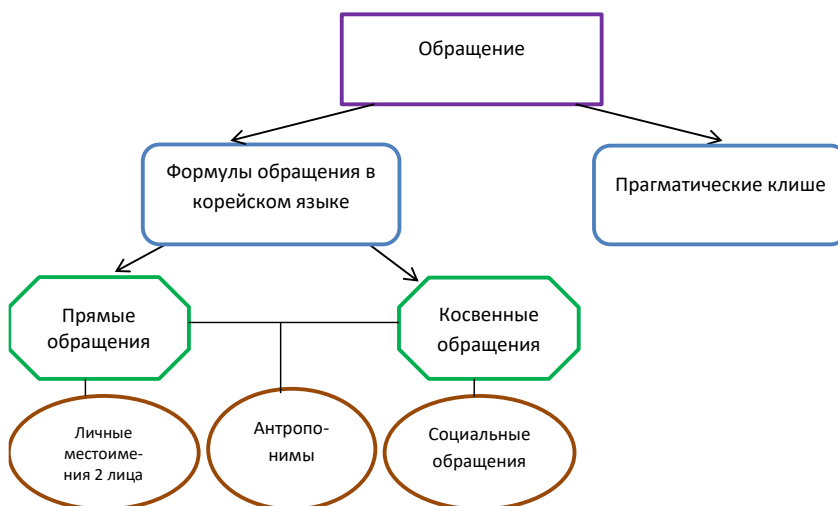 Обращение
Формулы обращения в
корейском языке
Прагматические клише
Прямые
обращения
Косвенные
обращения
Личные
местоиме-
ния 2 лица
Антропо-
нимы
Социальные
обращения